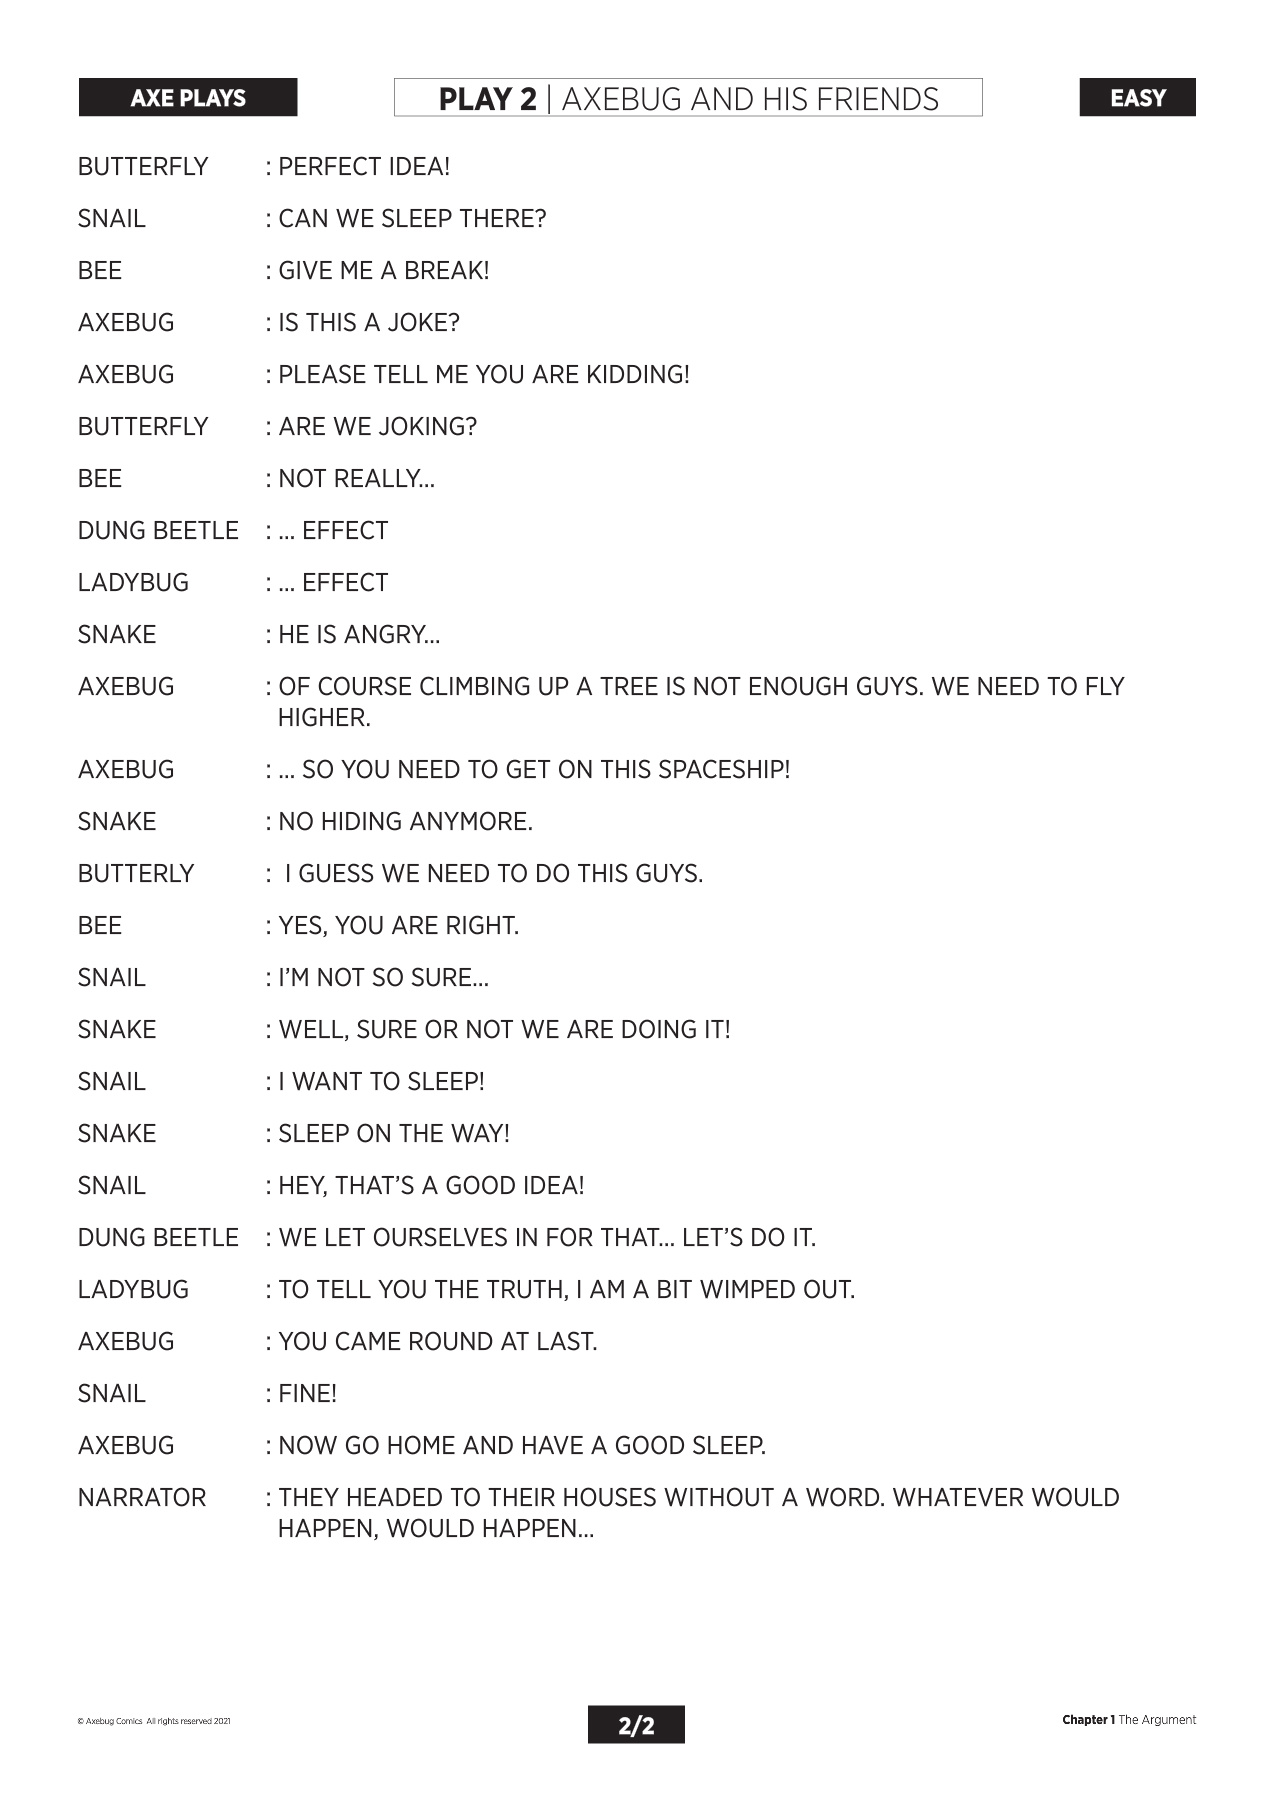 AXE PLAYS
PLAY 2 | AXEBUG AND HIS FRIENDS
EASY
BUTTERFLY : PERFECT IDEA!
SNAIL : CAN WE SLEEP THERE?
BEE : GIVE ME A BREAK!
AXEBUG : IS THIS A JOKE?
AXEBUG : PLEASE TELL ME YOU ARE KIDDING!
BUTTERFLY : ARE WE JOKING?
BEE : NOT REALLY...
DUNG BEETLE : ... EFFECT
LADYBUG : ... EFFECT
SNAKE : HE IS ANGRY...
AXEBUG : OF COURSE CLIMBING UP A TREE IS NOT ENOUGH GUYS. WE NEED TO FLY
HIGHER.
AXEBUG : ... SO YOU NEED TO GET ON THIS SPACESHIP!
SNAKE : NO HIDING ANYMORE.
BUTTERLY : I GUESS WE NEED TO DO THIS GUYS.
BEE : YES, YOU ARE RIGHT.
SNAIL : I'M NOT SO SURE...
SNAKE : WELL, SURE OR NOT WE ARE DOING IT!
SNAIL : I WANT TO SLEEP!
SNAKE : SLEEP ON THE WAY!
SNAIL : HEY, THAT'S A GOOD IDEA!
DUNG BEETLE : WE LET OURSELVES IN FOR THAT... LET'S DO IT.
LADYBUG : TO TELL YOU THE TRUTH, I AM A BIT WIMPED OUT.
AXEBUG : YOU CAME ROUND AT LAST.
SNAIL : FINE!
AXEBUG : NOW GO HOME AND HAVE A GOOD SLEEP.
NARRATOR : THEY HEADED TO THEIR HOUSES WITHOUT A WORD. WHATEVER WOULD
HAPPEN, WOULD HAPPEN...
© Axebug Comics All rights reserved 2021
2/2
Chapter 1 The Argument